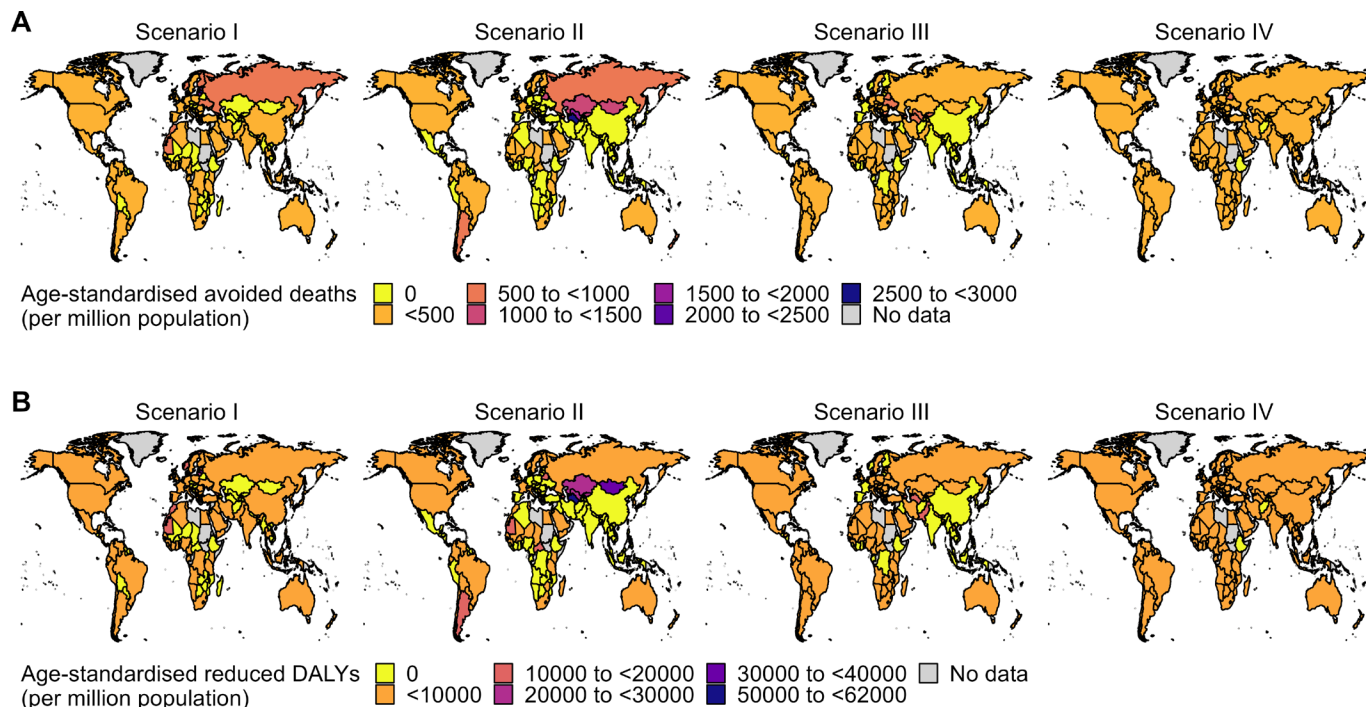 A
Scenario I
Scenario II
Scenario III
Scenario IV
Age-standardised avoided deaths
(per million population)
0
<500
500 to <1000
1000 to <1500
1500 to <2000
2000 to <2500
2500 to <3000
No data
B
Scenario I
Scenario II
Scenario III
Scenario IV
Age-standardised reduced DALYs
(per million population)
0
<10000
10000 to <20000
20000 to <30000
30000 to <40000
50000 to <62000
No data